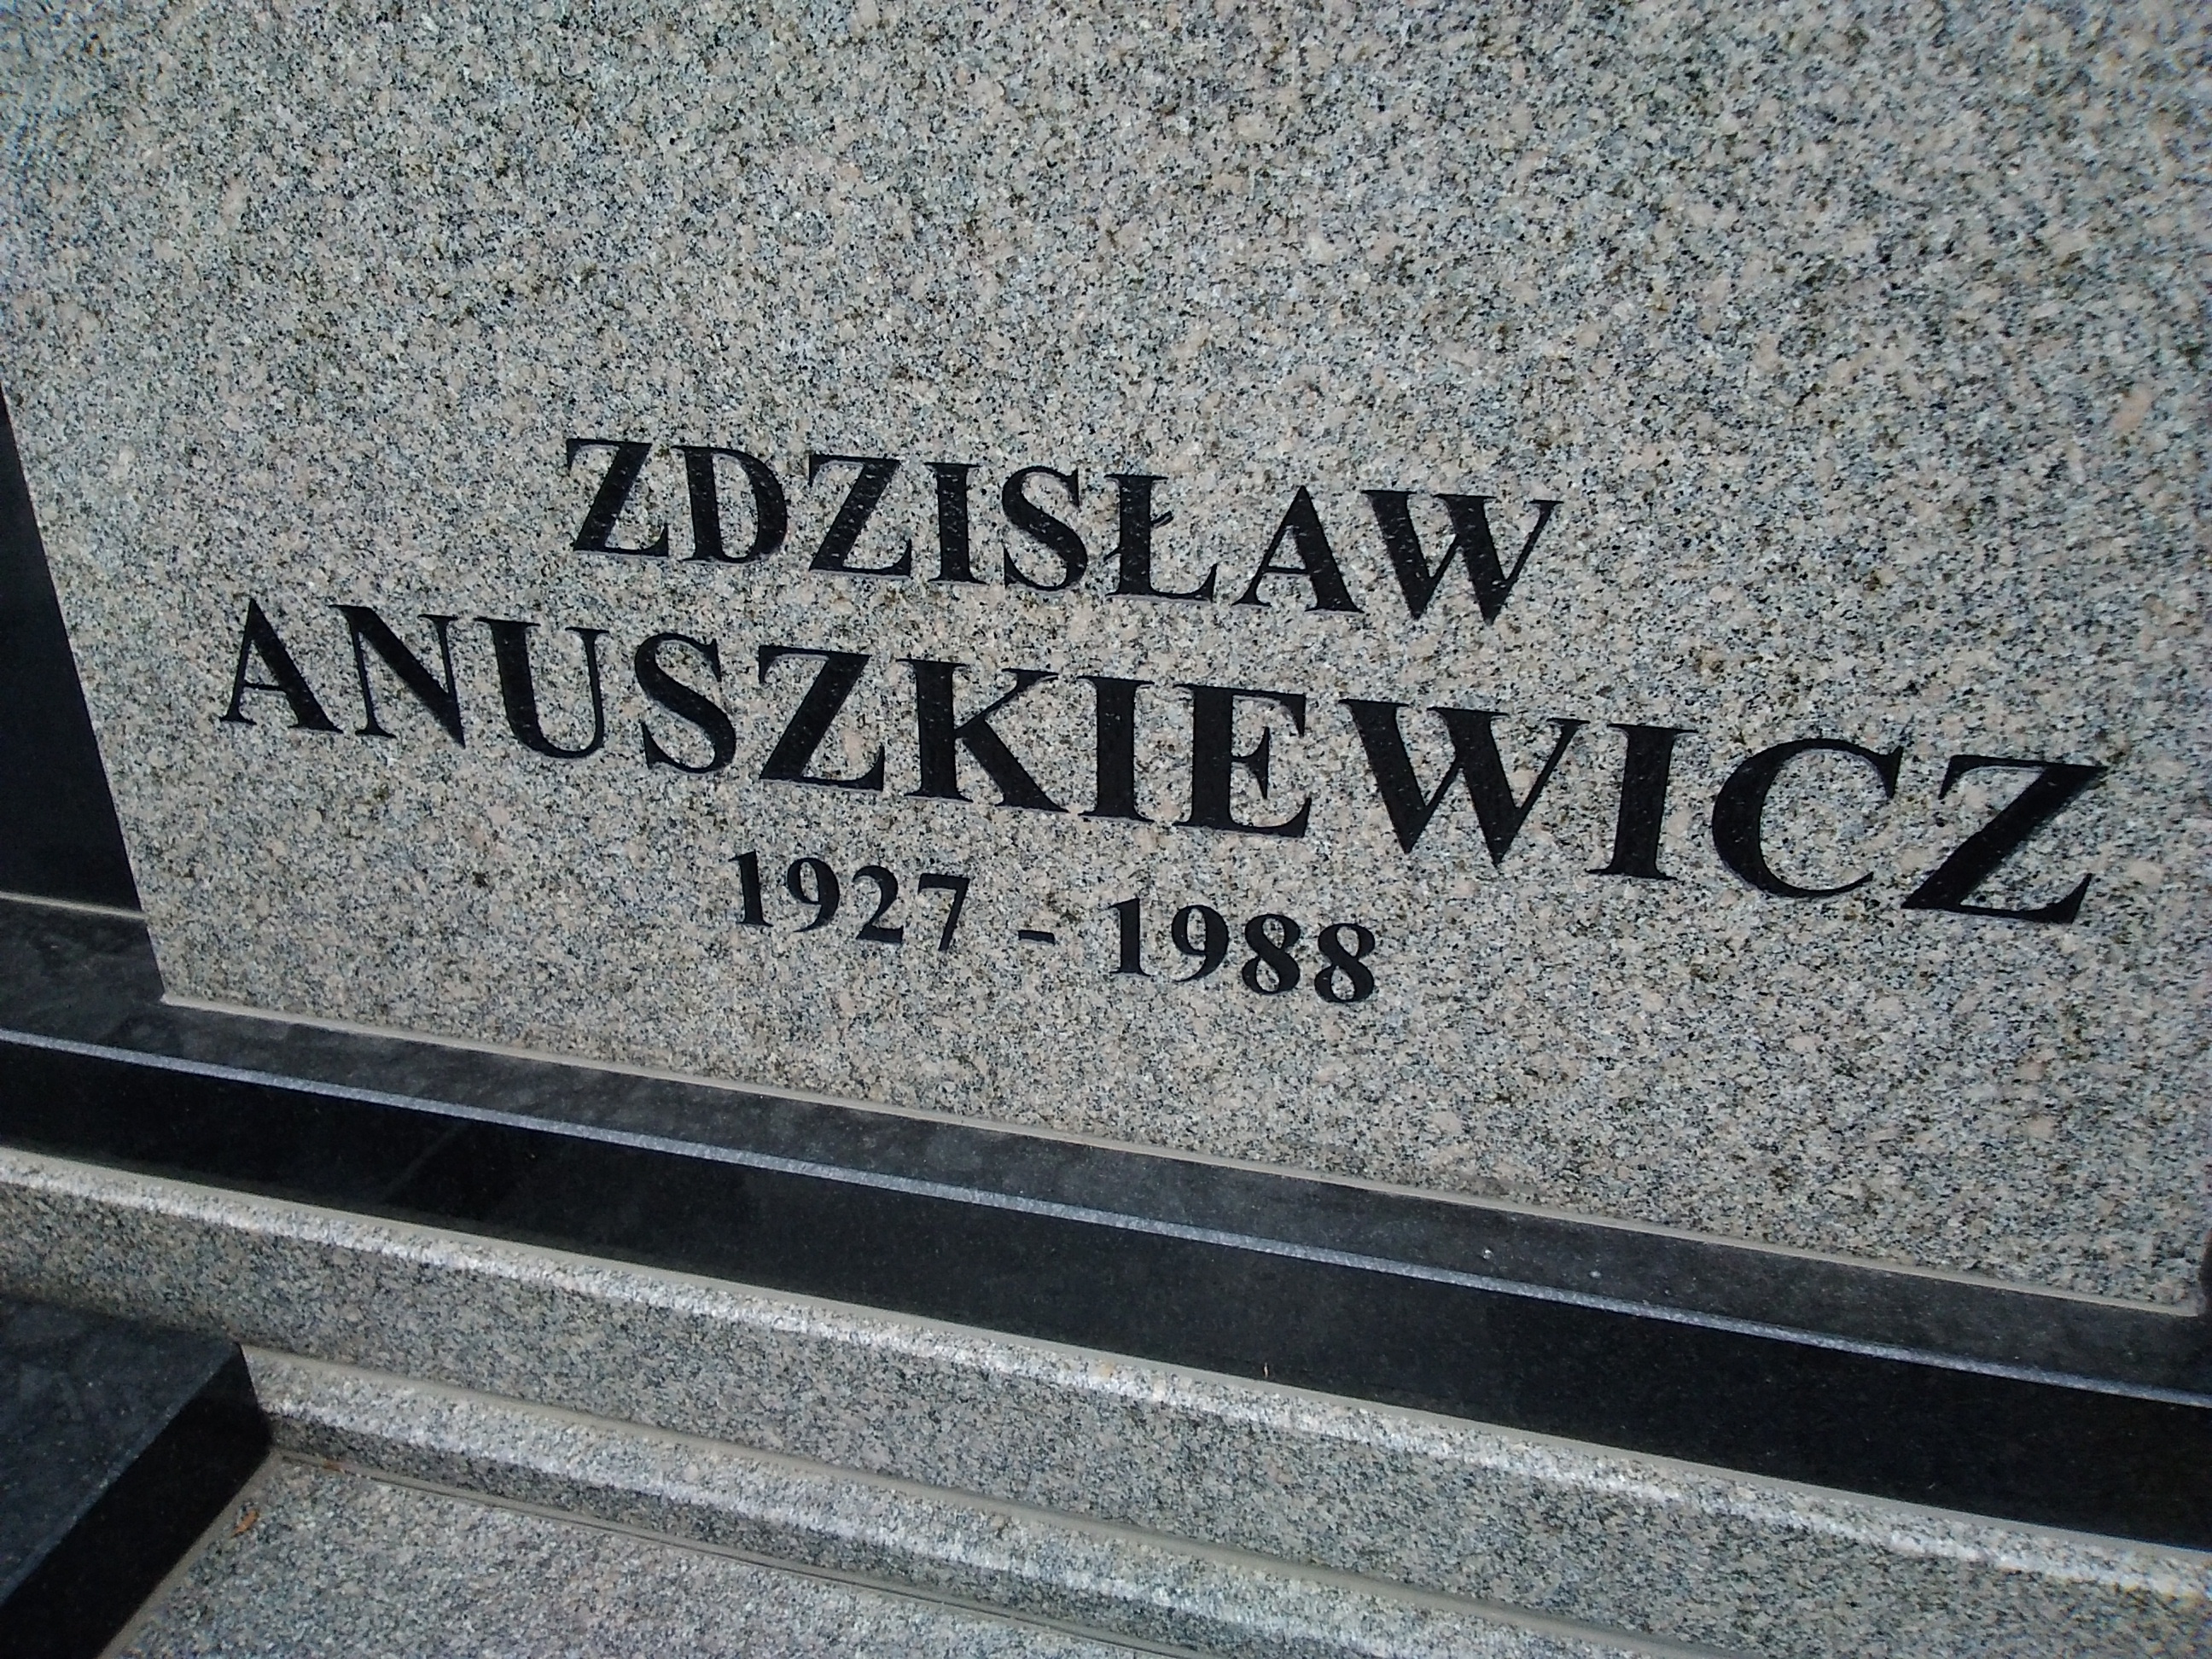 ZDZISŁAW
ANUSZKIEWICZ
1927 - 1988